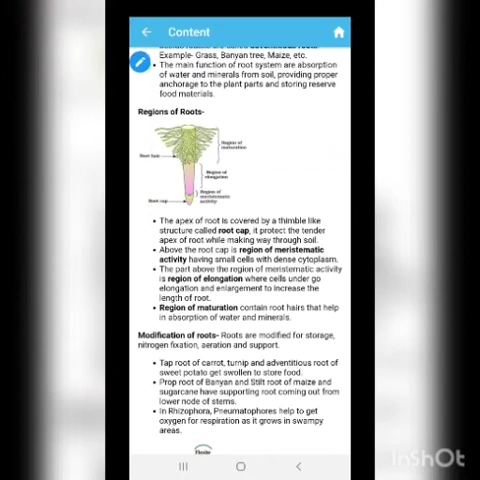 Content
Example- Grass, Banyan tree, Maize, etc.
• The main function of root system are absorption
of water and minerals from soil, providing proper
anchorage to the plant parts and storing reserve
food materials.
Regions of Roots-
Region of
maturation
Root hair
Region of
elongation
Region of
meristematic
activity
Root cap
• The apex of root is covered by a thimble like
structure called root cap, it protect the tender
apex of root while making way through soil.
• Above the root cap is region of meristematic
activity having small cells with dense cytoplasm.
• The part above the region of meristematic activity
is region of elongation where cells under go
elongation and enlargement to increase the
length of root.
• Region of maturation contain root hairs that help
in absorption of water and minerals.
Modification of roots- Roots are modified for storage,
nitrogen fixation, aeration and support.
• Tap root of carrot, turnip and adventitious root of
sweet potato get swollen to store food.
• Prop root of Banyan and Stilt root of maize and
sugarcane have supporting root coming out from
lower node of stems.
• In Rhizophora, Pneumatophores help to get
oxygen for respiration as it grows in swampy
areas.
InShOt